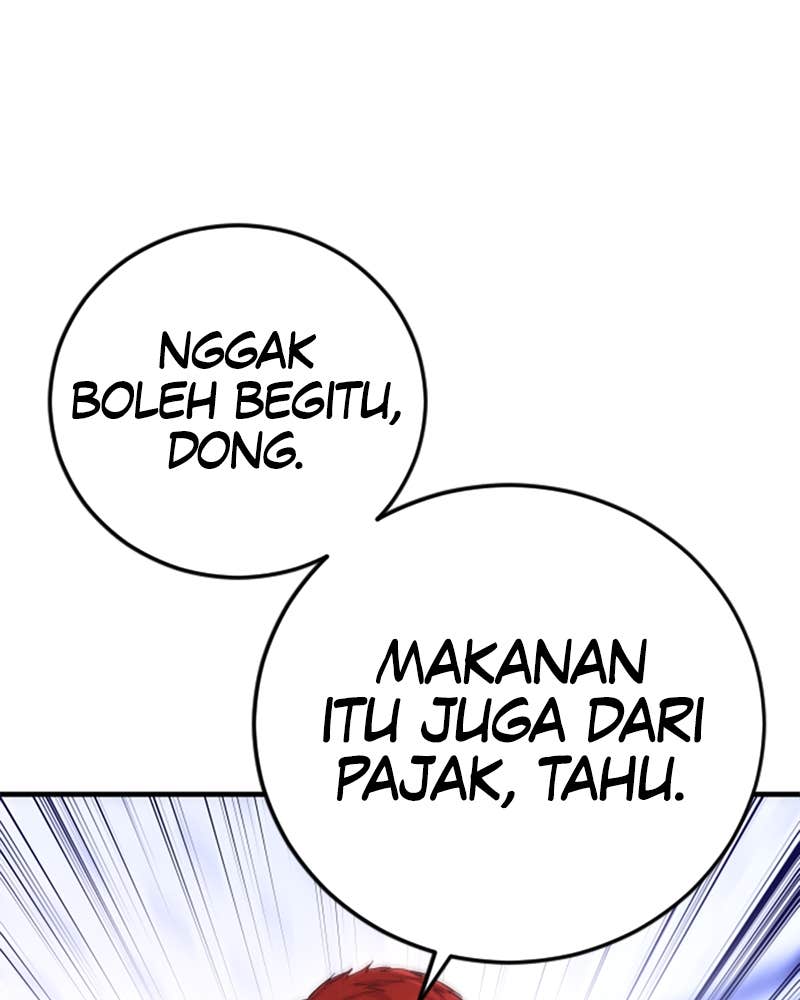 NGGAK
BOLEH BEGITU,
DONG.
MAKANAN
ITU JUGA DARI
PAJAK, TAHU.